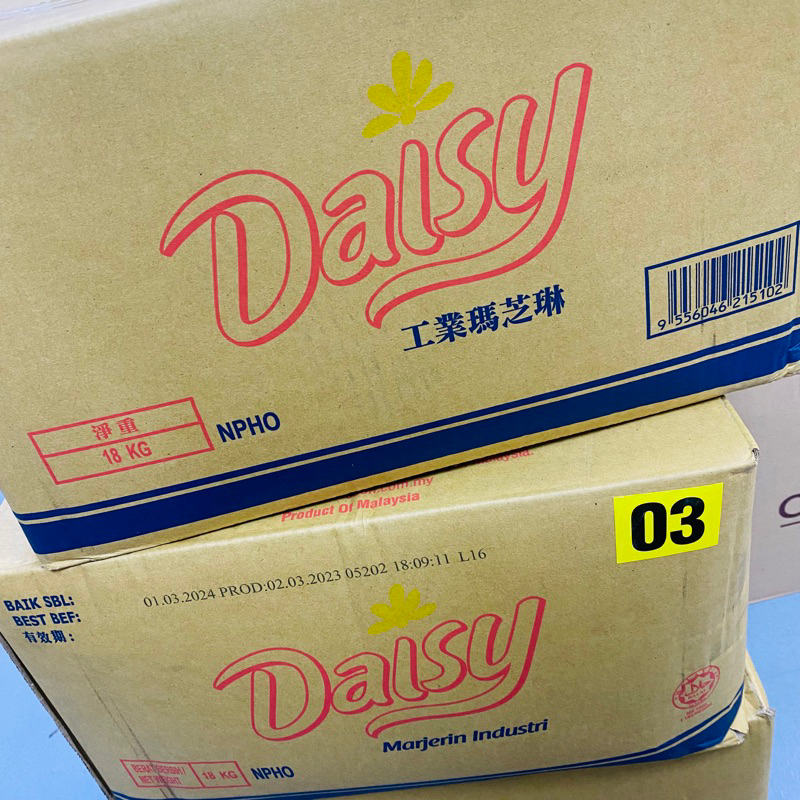 Daisy
工業瑪芝琳
9 556046 215102
淨重
18 KG
NPHO
Product Of Malaysia
03
BAIK SBL:
BEST BEF:
有效期:
01.03.2024 PROD:02.03.2023 05202 18:09:11 L16
Daisy
Marjerin Industri
NET WEIGHT
18 KG
NPHO